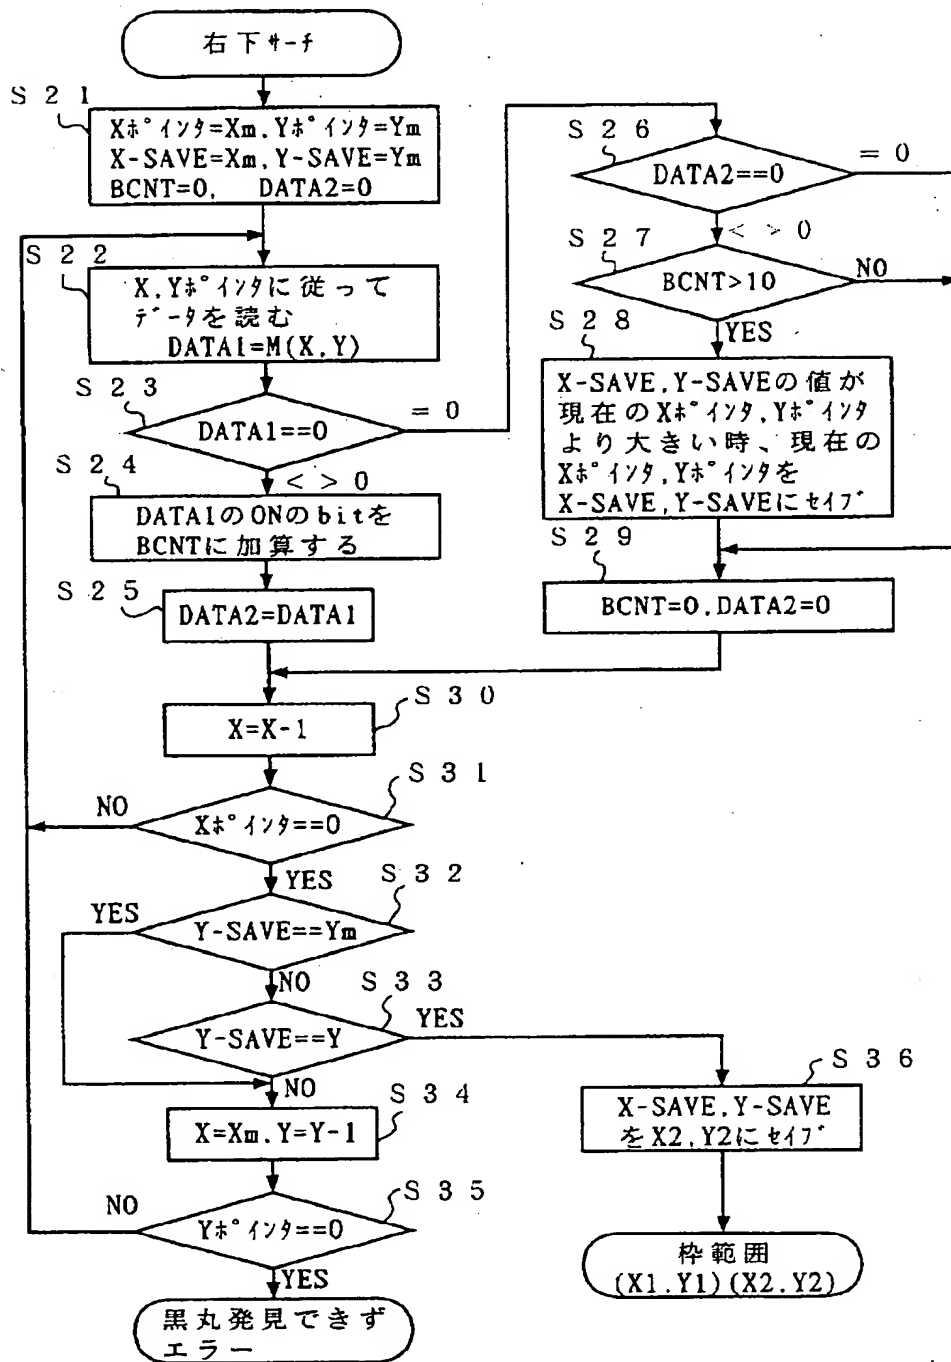 右下サーチ
S21
Xポインタ=Xm,Yポインタ=Ym
X-SAVE=Xm,Y-SAVE=Ym
BCNT=0, DATA2=0
S22
X,Yポインタに従って
データを読む
DATA1=M(X,Y)
S23
DATA1==0
=0
<>0
S24
DATA1のONのbitを
BCNTに加算する
S25
DATA2=DATA1
S26
DATA2==0
=0
<>0
S27
BCNT>10
NO
YES
S28
X-SAVE,Y-SAVEの値が
現在のXポインタ,Yポインタ
より大きい時、現在の
Xポインタ,Yポインタを
X-SAVE,Y-SAVEにセイブ
S29
BCNT=0,DATA2=0
S30
X=X-1
S31
NO
Xポインタ==0
YES
S32
YES
Y-SAVE==Ym
NO
S33
Y-SAVE==Y
YES
NO
S34
X=Xm,Y=Y-1
S35
NO
Yポインタ==0
YES
黒丸発見できず
エラー
S36
X-SAVE,Y-SAVE
をX2,Y2にセイブ
枠範囲
(X1,Y1)(X2,Y2)